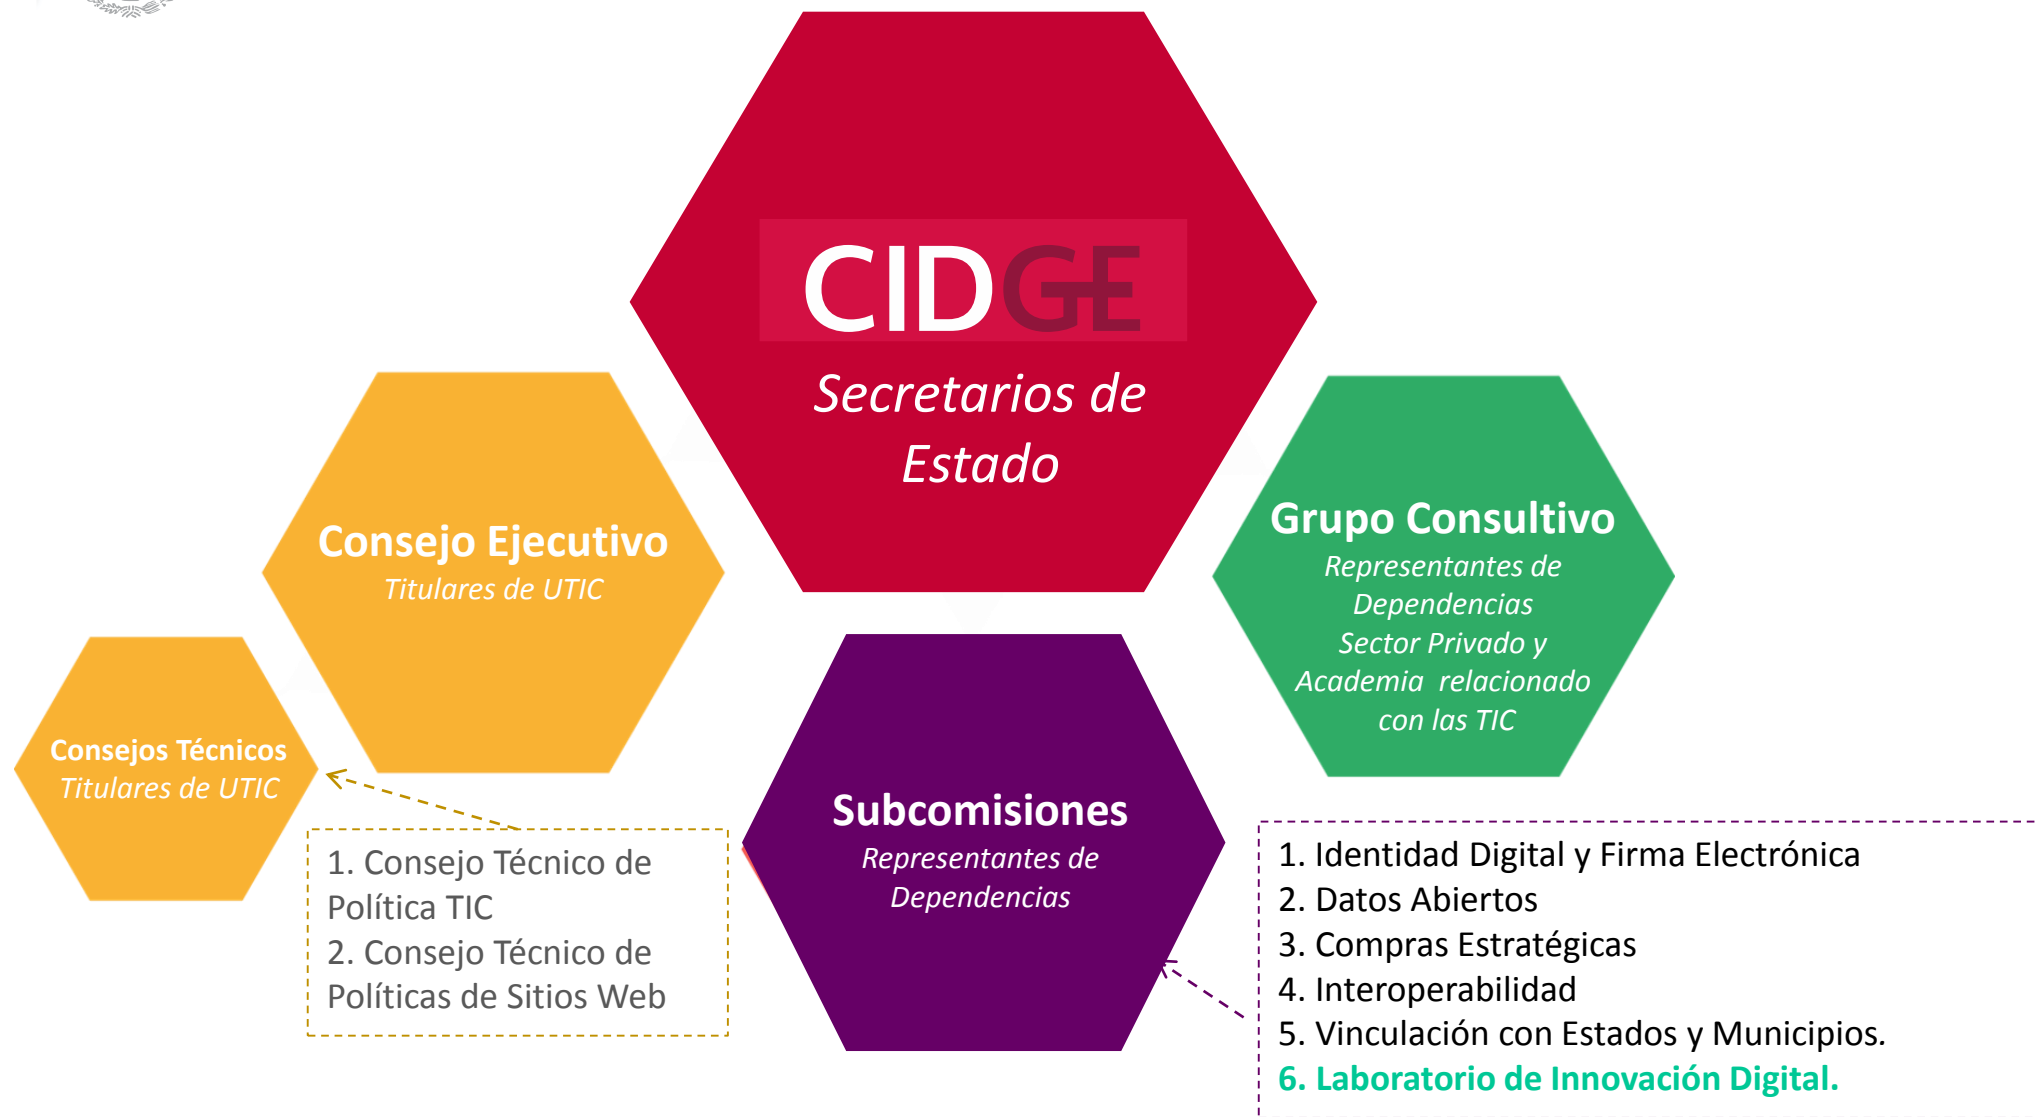 CIDGE
Secretarios de
Estado
Consejo Ejecutivo
Titulares de UTIC
Grupo Consultivo
Representantes de
Dependencias
Sector Privado y
Academia relacionado
con las TIC
Consejos Técnicos
Titulares de UTIC
1. Consejo Técnico de
Política TIC
2. Consejo Técnico de
Políticas de Sitios Web
Subcomisiones
Representantes de
Dependencias
1. Identidad Digital y Firma Electrónica
2. Datos Abiertos
3. Compras Estratégicas
4. Interoperabilidad
5. Vinculación con Estados y Municipios.
6. Laboratorio de Innovación Digital.